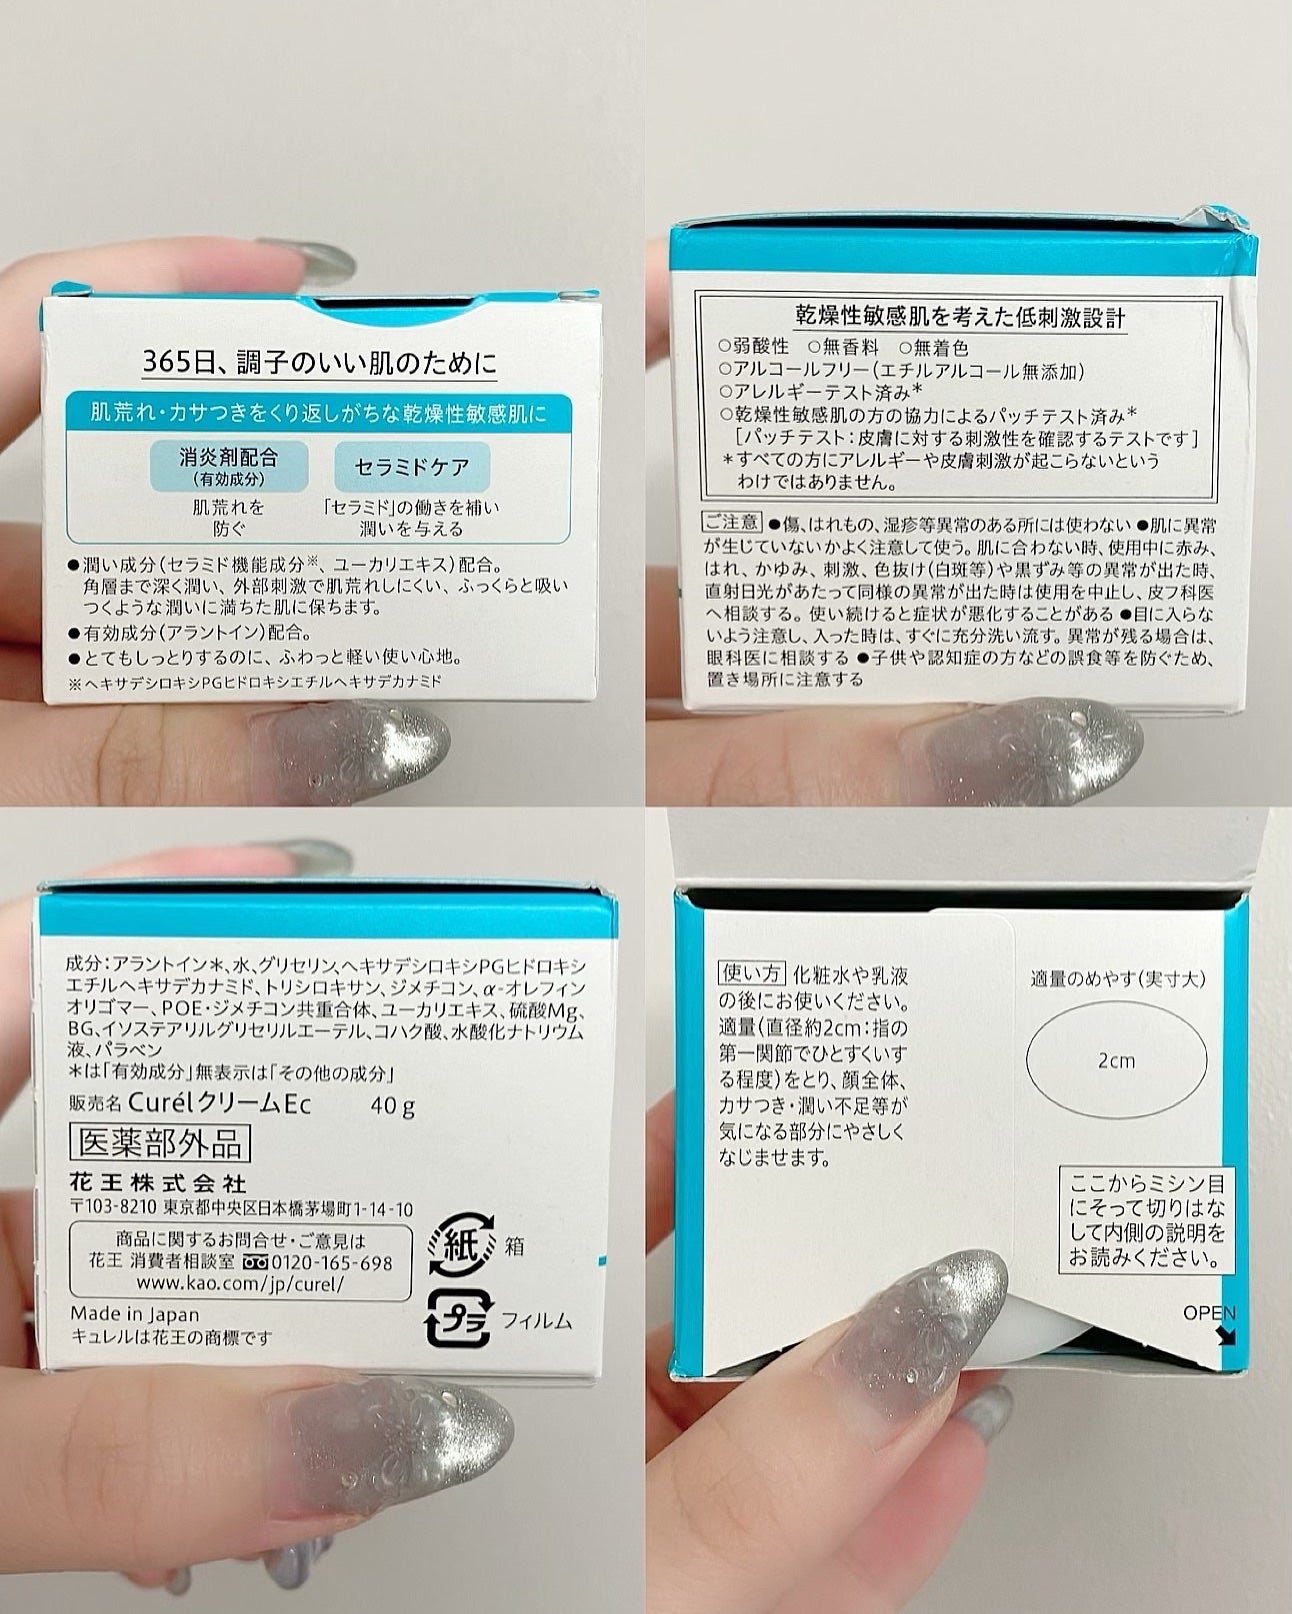 365日、調子のいい肌のために
肌荒れ・カサつきをくり返しがちな乾燥性敏感肌に
消炎剤配合
(有効成分)
セラミドケア
肌荒れを
防ぐ
「セラミド」の働きを補い
潤いを与える
●潤い成分(セラミド機能成分※、ユーカリエキス)配合。
角層まで深く潤い、外部刺激で肌荒れしにくい、ふっくらと吸い
つくような潤いに満ちた肌に保ちます。
●有効成分(アラントイン)配合。
●とてもしっとりするのに、ふわっと軽い使い心地。
※ヘキサデシロキシPGヒドロキシエチルヘキサデカナミド
乾燥性敏感肌を考えた低刺激設計
○弱酸性 ○無香料 ○無着色
○アルコールフリー(エチルアルコール無添加)
○アレルギーテスト済み*
○乾燥性敏感肌の方の協力によるパッチテスト済み*
[パッチテスト:皮膚に対する刺激性を確認するテストです]
*すべての方にアレルギーや皮膚刺激が起こらないという
わけではありません。
ご注意 ●傷、はれもの、湿疹等異常のある所には使わない ●肌に異常
が生じていないかよく注意して使う。肌に合わない時、使用中に赤み、
はれ、かゆみ、刺激、色抜け(白斑等)や黒ずみ等の異常が出た時、
直射日光があたって同様の異常が出た時は使用を中止し、皮フ科医
へ相談する。使い続けると症状が悪化することがある ●目に入らな
いよう注意し、入った時は、すぐに充分洗い流す。異常が残る場合は、
眼科医に相談する ●子供や認知症の方などの誤食等を防ぐため、
置き場所に注意する
成分:アラントイン*、水、グリセリン、ヘキサデシロキシPGヒドロキシ
エチルヘキサデカナミド、トリシロキサン、ジメチコン、α-オレフィン
オリゴマー、POE・ジメチコン共重合体、ユーカリエキス、硫酸Mg、
BG、イソステアリルグリセリルエーテル、コハク酸、水酸化ナトリウム
液、パラベン
*は「有効成分」無表示は「その他の成分」
販売名 CurélクリームEc 40g
医薬部外品
花王株式会社
〒103-8210 東京都中央区日本橋茅場町1-14-10
商品に関するお問合せ・ご意見は
花王 消費者相談室 0120-165-698
www.kao.com/jp/curel/
紙 箱
プラ フィルム
Made in Japan
キュレルは花王の商標です
使い方 化粧水や乳液
の後にお使いください。
適量(直径約2cm:指の
第一関節でひとすくいす
る程度)をとり、顔全体、
カサつき・潤い不足等が
気になる部分にやさしく
なじませます。
適量のめやす(実寸大)
2cm
ここからミシン目
にそって切りはな
して内側の説明を
お読みください。
OPEN